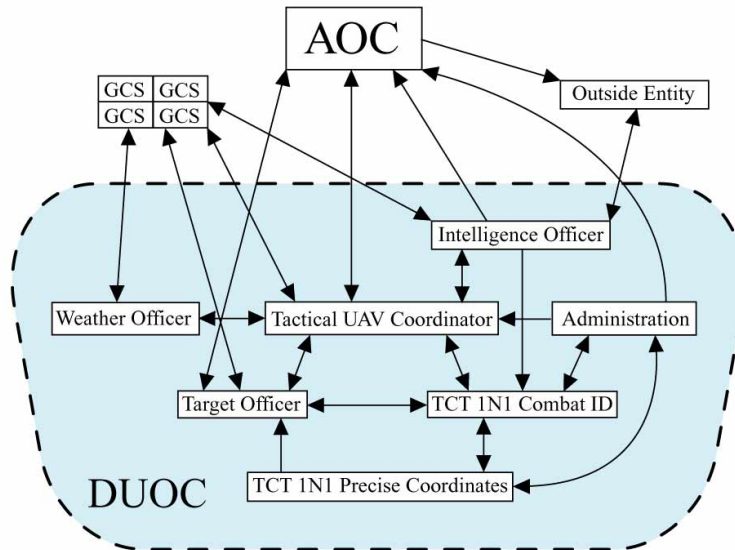 AOC
GCS GCS
GCS GCS
Outside Entity
Intelligence Officer
Weather Officer
Tactical UAV Coordinator
Administration
Target Officer
TCT 1N1 Combat ID
TCT 1N1 Precise Coordinates
DUOC